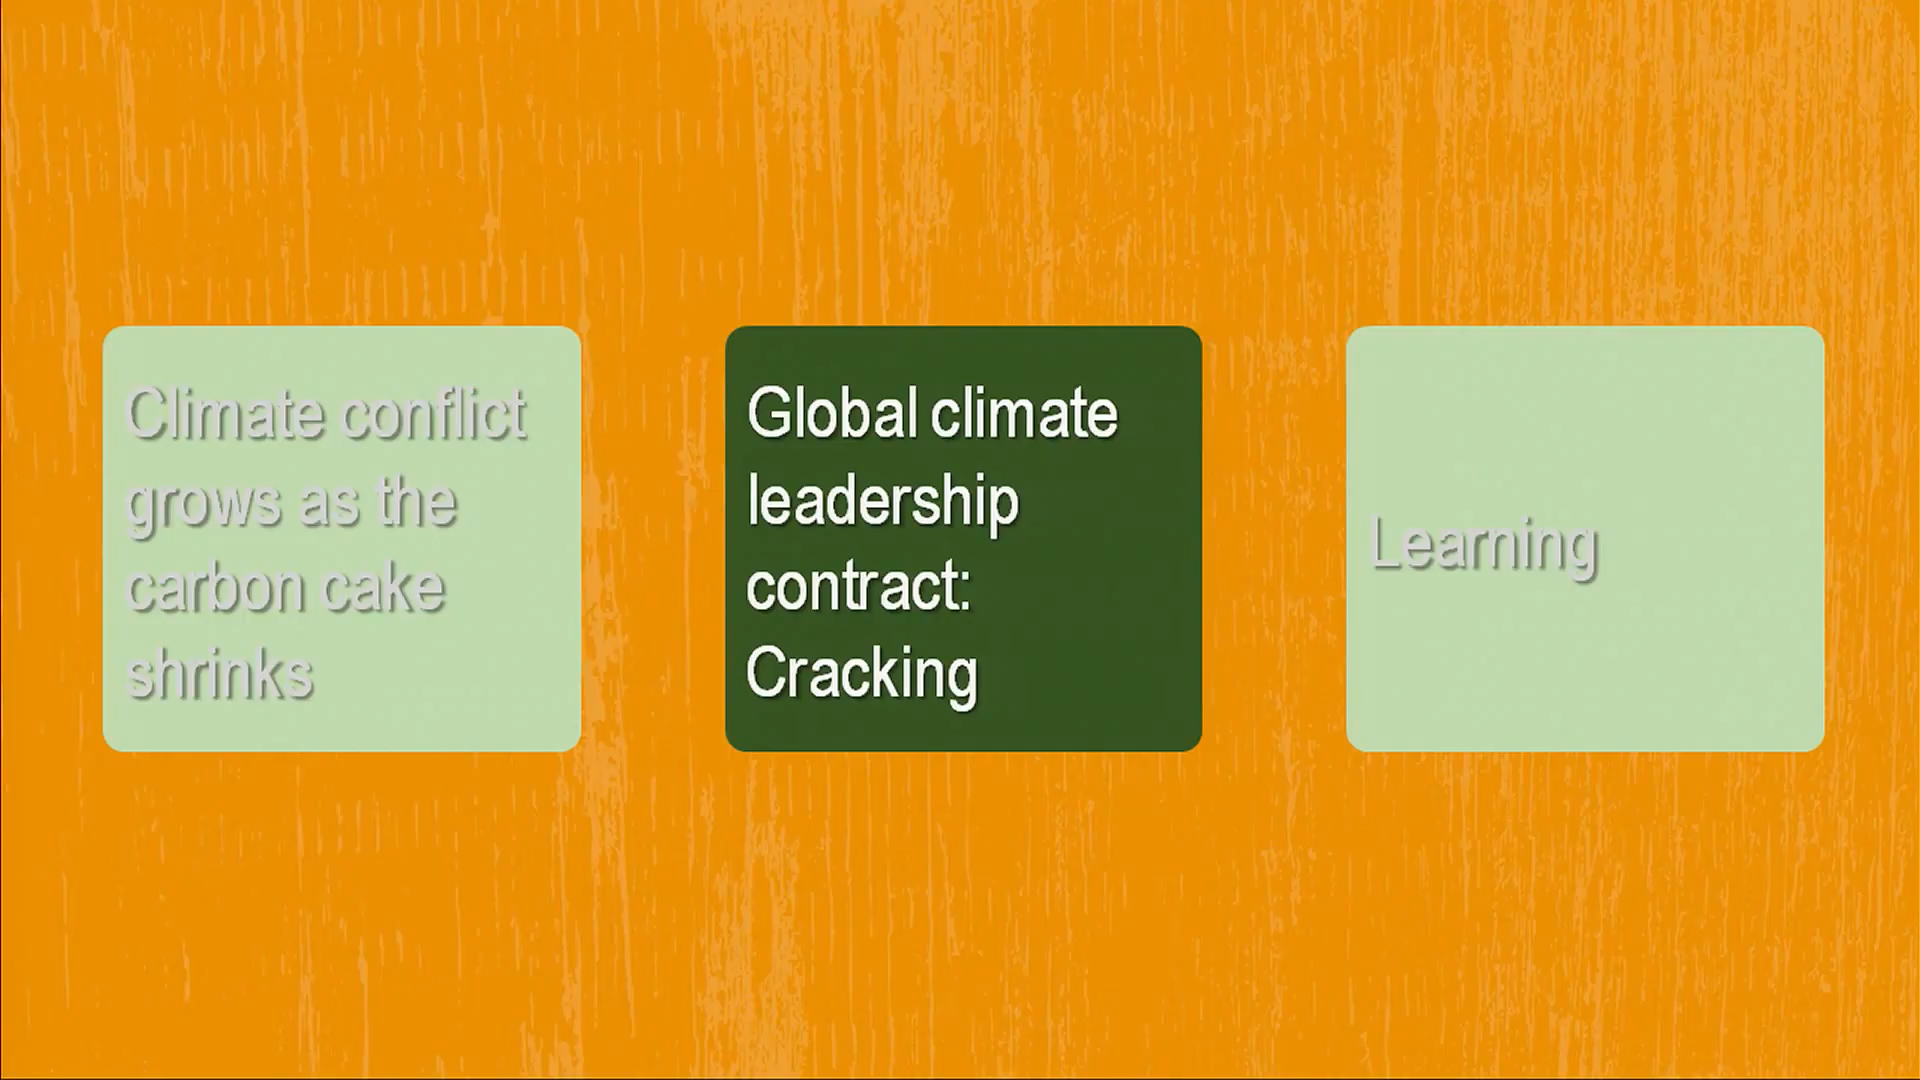 Climate conflict
grows as the
carbon cake
shrinks
Global climate
leadership
contract:
Cracking
Learning